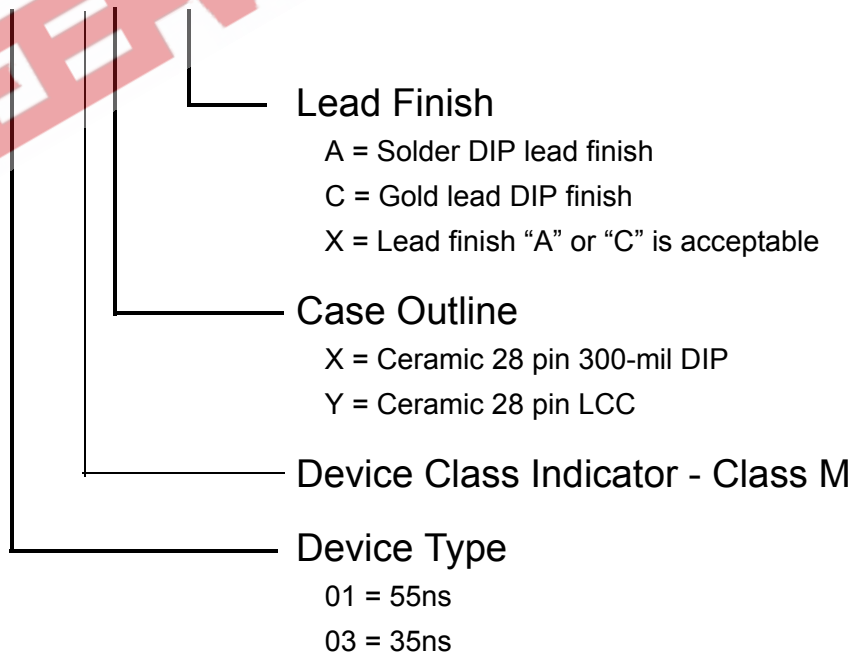 Lead Finish
A = Solder DIP lead finish
C = Gold lead DIP finish
X = Lead finish “A” or “C” is acceptable
Case Outline
X = Ceramic 28 pin 300-mil DIP
Y = Ceramic 28 pin LCC
Device Class Indicator - Class M
Device Type
01 = 55ns
03 = 35ns